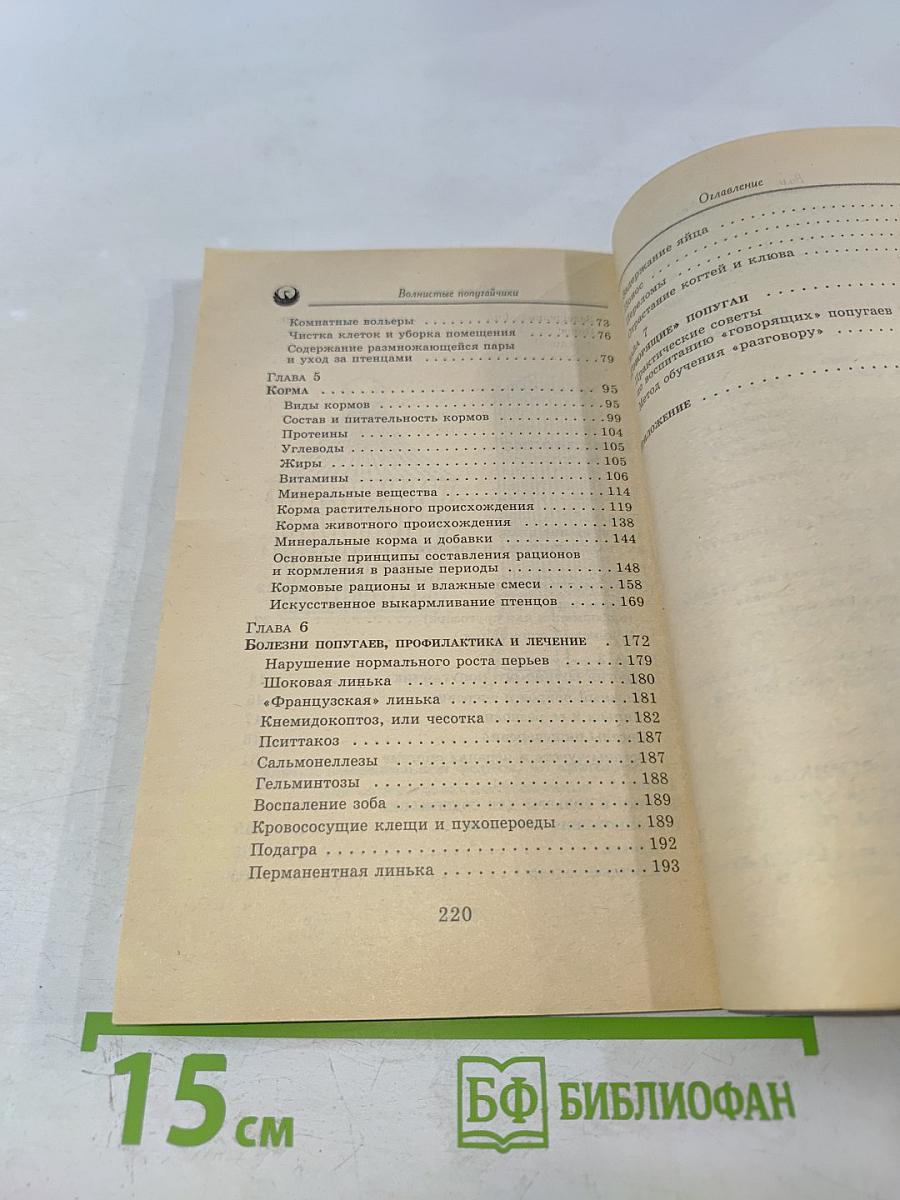 Волнистые попугайчики
Комнатные вольеры . . . . . . . . . . . . . . . . . . 73
Чистка клеток и уборка помещения . . . . . . . . 76
Содержание размножающейся пары
и уход за птенцами . . . . . . . . . . . . . . . . . . 79
Глава 5
Корма . . . . . . . . . . . . . . . . . . . . . . . . . . 95
Виды кормов . . . . . . . . . . . . . . . . . . . . . 95
Состав и питательность кормов . . . . . . . . . . 99
Протеины . . . . . . . . . . . . . . . . . . . . . . 104
Углеводы . . . . . . . . . . . . . . . . . . . . . . 105
Жиры . . . . . . . . . . . . . . . . . . . . . . . . 105
Витамины . . . . . . . . . . . . . . . . . . . . . . 106
Минеральные вещества . . . . . . . . . . . . . . 114
Корма растительного происхождения . . . . . . . 119
Корма животного происхождения . . . . . . . . . 138
Минеральные корма и добавки . . . . . . . . . . 144
Основные принципы составления рационов
и кормления в разные периоды . . . . . . . . . . 148
Кормовые рационы и влажные смеси . . . . . . . 158
Искусственное выкармливание птенцов . . . . . 169
Глава 6
Болезни попугаев, профилактика и лечение . 172
Нарушение нормального роста перьев . . . . . . 179
Шоковая линька . . . . . . . . . . . . . . . . . . 180
«Французская» линька . . . . . . . . . . . . . . . 181
Кнемидокоптоз, или чесотка . . . . . . . . . . . . 182
Пситтакоз . . . . . . . . . . . . . . . . . . . . . . 187
Сальмонеллезы . . . . . . . . . . . . . . . . . . . 187
Гельминтозы . . . . . . . . . . . . . . . . . . . . 188
Воспаление зоба . . . . . . . . . . . . . . . . . . 189
Кровососущие клещи и пухопероеды . . . . . . . 189
Подагра . . . . . . . . . . . . . . . . . . . . . . . 192
Перманентная линька . . . . . . . . . . . . . . . 193
220
Оглавление
яйца . . . . . . . . . . . . . . .
когтей и клюва . . . . . . . .
7
ПОПУГАИ . . . . . . . . .
Практические советы
по воспитанию «говорящих» попугаев
Метод обучения «разговору» . . . . . .
15 см
БФ БИБЛИОФАН